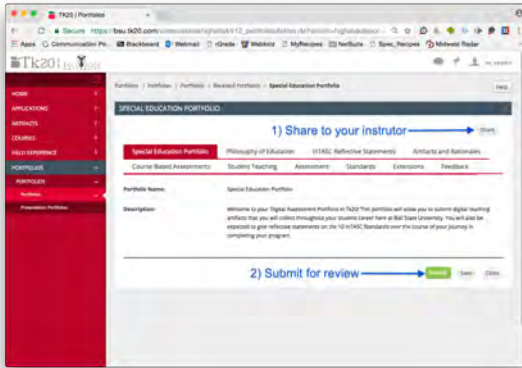 TK20 | Portfolios
Secure https://bsu.tk20.com/
Apps Communication Pr.. Blackboard Webmail rGrade Webkinz MyRecipes NetSuite Spec_Recipes Midwest Radar
Tk20
Portfolios Portfolios Portfolio Received Portfolios Special Education Portfolio
Help
HOME
APPLICATIONS
ARTIFACTS
COURSES
FIELD EXPERIENCE
PORTFOLIOS
PORTFOLIOS
Portfolios
Presentation Portfolios
SPECIAL EDUCATION PORTFOLIO
1) Share to your instrutor
Share
Special Education Portfolio Philosophy of Education InTASC Reflective Statements Artifacts and Rationales
Course Based Assessments Student Teaching Assessment Standards Extensions Feedback
Portfolio Name: Special Education Portfolio
Description: Welcome to your Digital Assessment Portfolio in Tk20! This portfolio will allow you to submit digital teaching
artifacts that you will collect throughout your student career here at Ball State University. You will also be
expected to give reflective statements on the 10 InTASC Standards over the course of your journey in
completing your program.
2) Submit for review
Submit Save Close